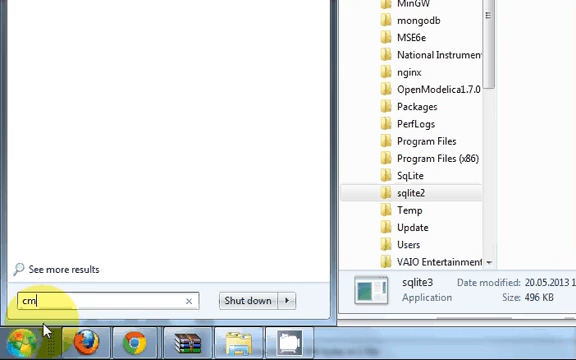 MinGW
mongodb
MSE6e
National Instrumen
nginx
OpenModelica1.7.0
Packages
PerfLogs
Program Files
Program Files (x86)
SqLite
sqlite2
Temp
Update
Users
VAIO Entertainment
See more results
cm
Shut down
sqlite3 Date modified: 20.05.2013 1
Application Size: 496 KB